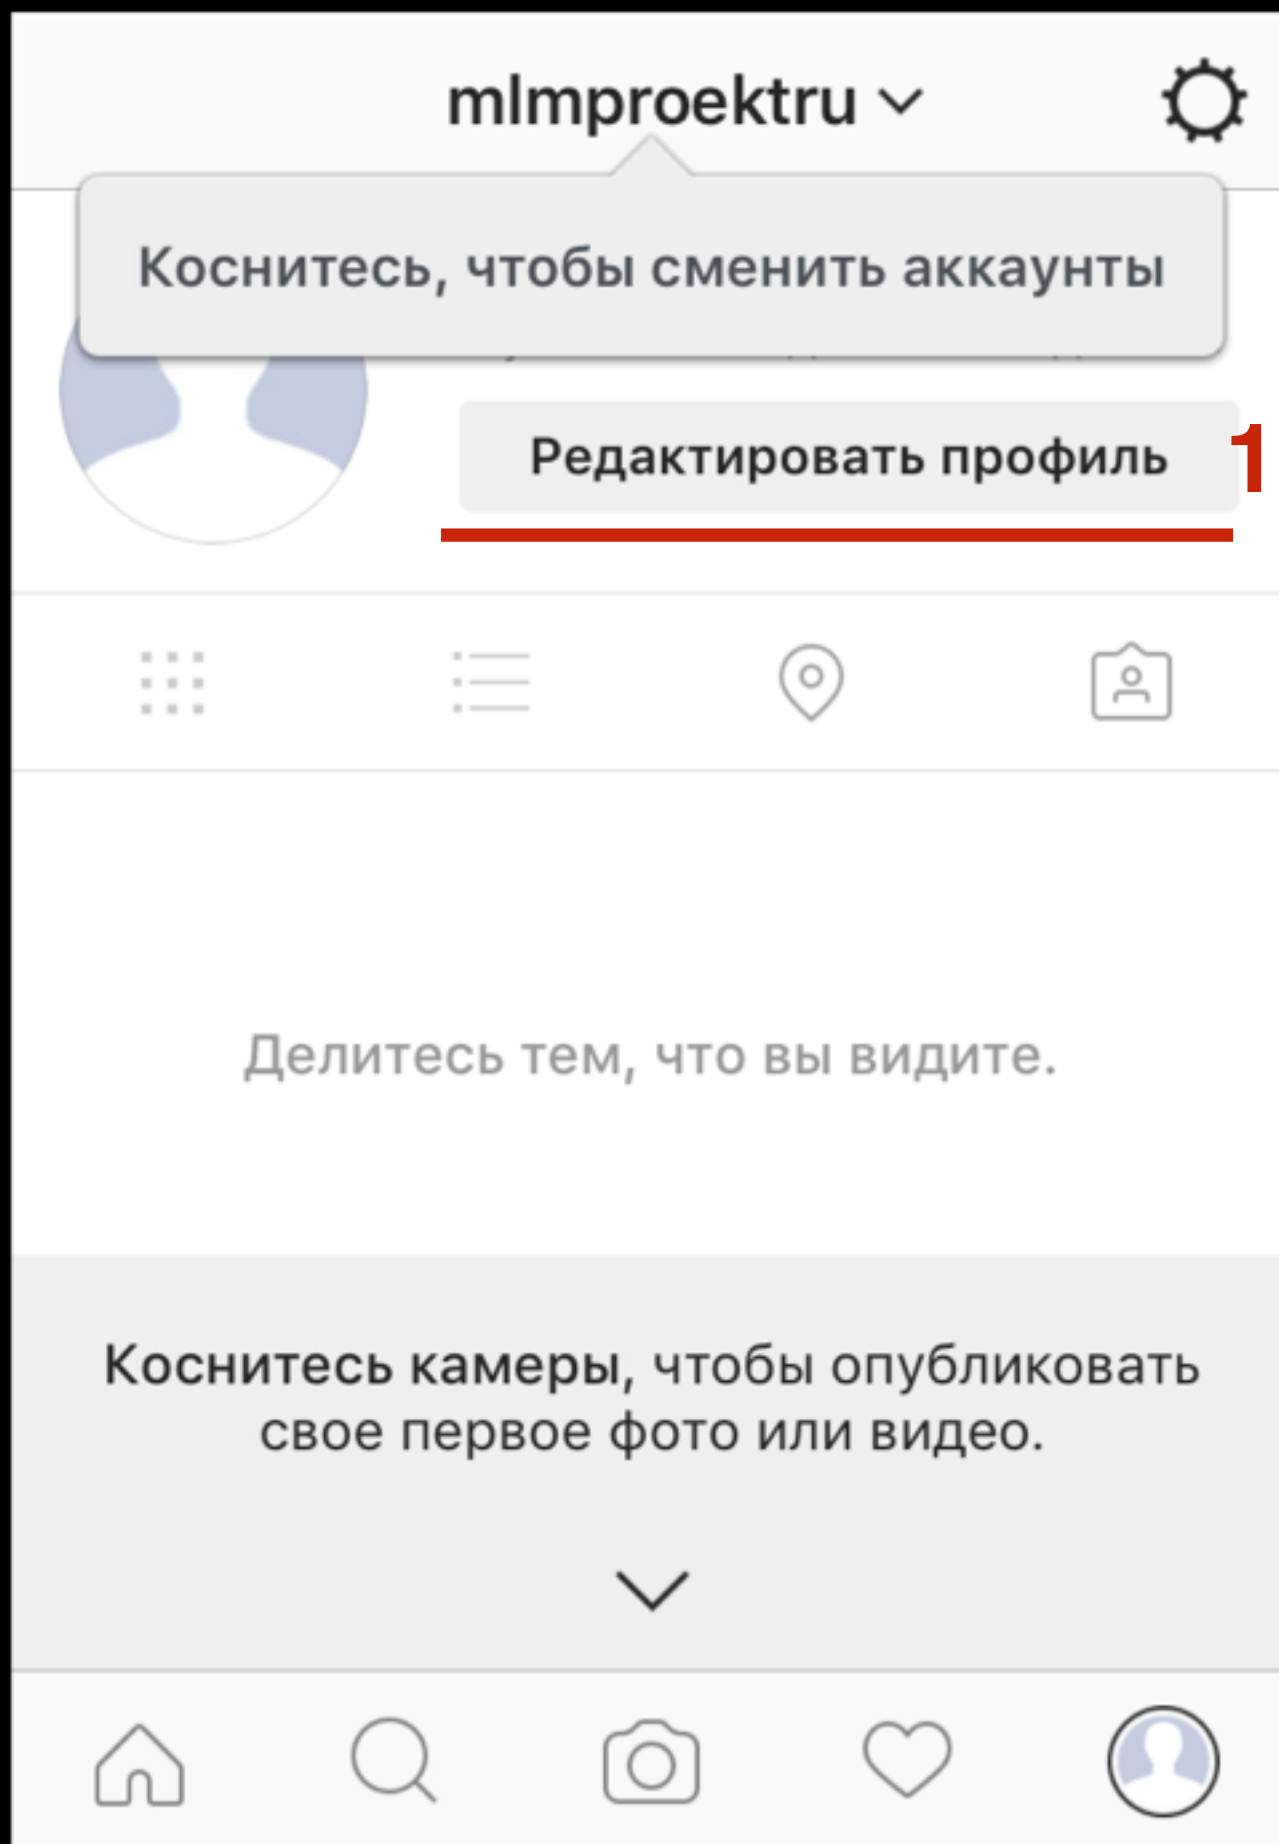 mlmproektru
Коснитесь, чтобы сменить аккаунты
Редактировать профиль
1
Делитесь тем, что вы видите.
Коснитесь камеры, чтобы опубликовать
свое первое фото или видео.